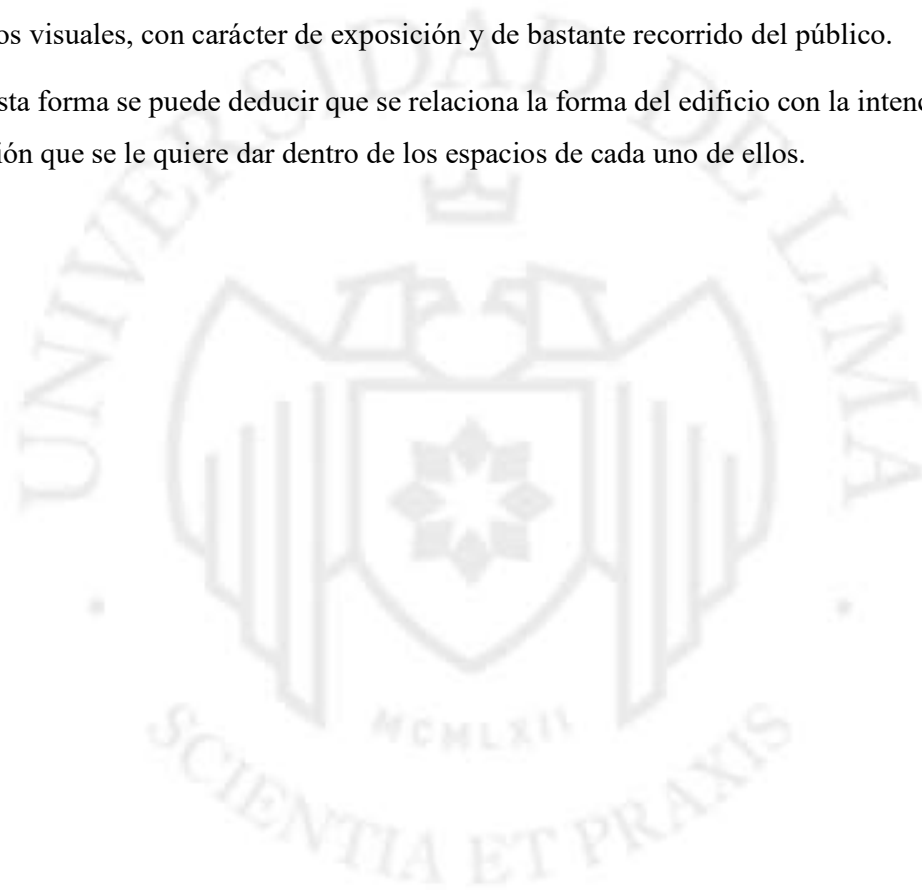 os visuales, con carácter de exposición y de bastante recorrido del público.
sta forma se puede deducir que se relaciona la forma del edificio con la intenc
ión que se le quiere dar dentro de los espacios de cada uno de ellos.
UNIVERSIDAD DE LIMA
MCMLXII
SCIENTIA ET PRAXIS